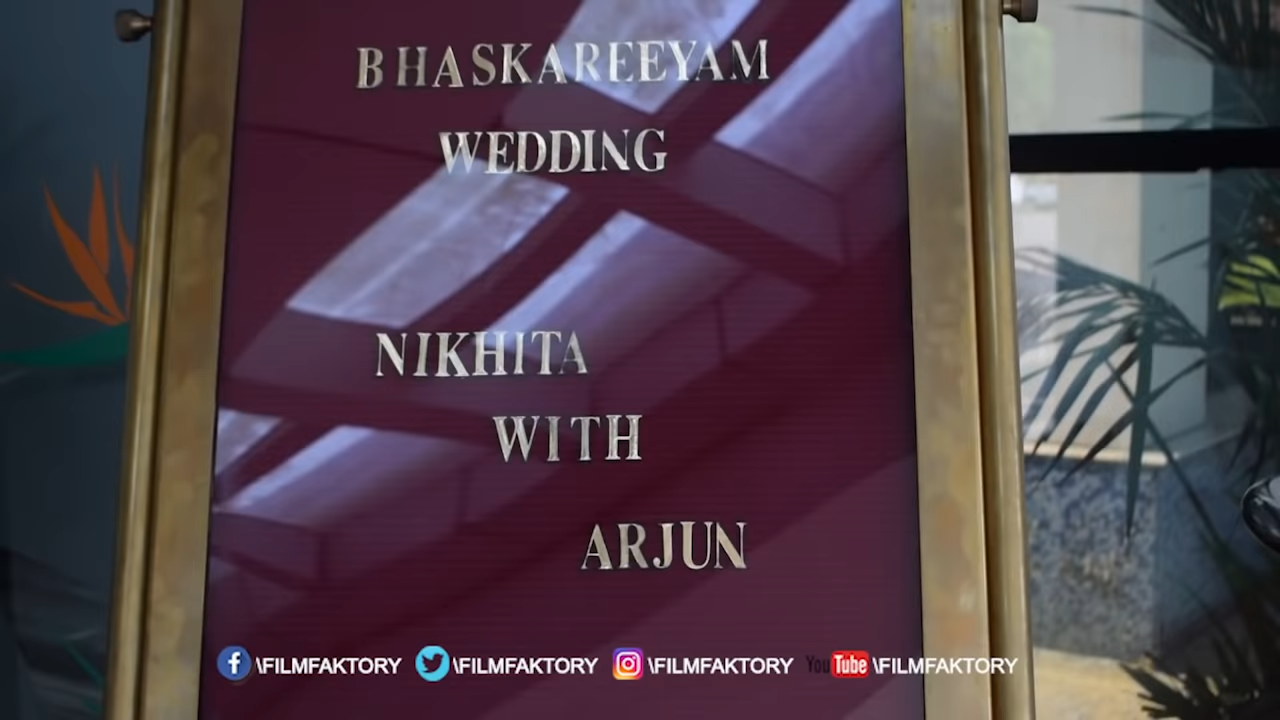 BHASKAREEYAM
WEDDING
NIKHITA
WITH
ARJUN
\FILMFAKTORY \FILMFAKTORY \FILMFAKTORY YouTube \FILMFAKTORY